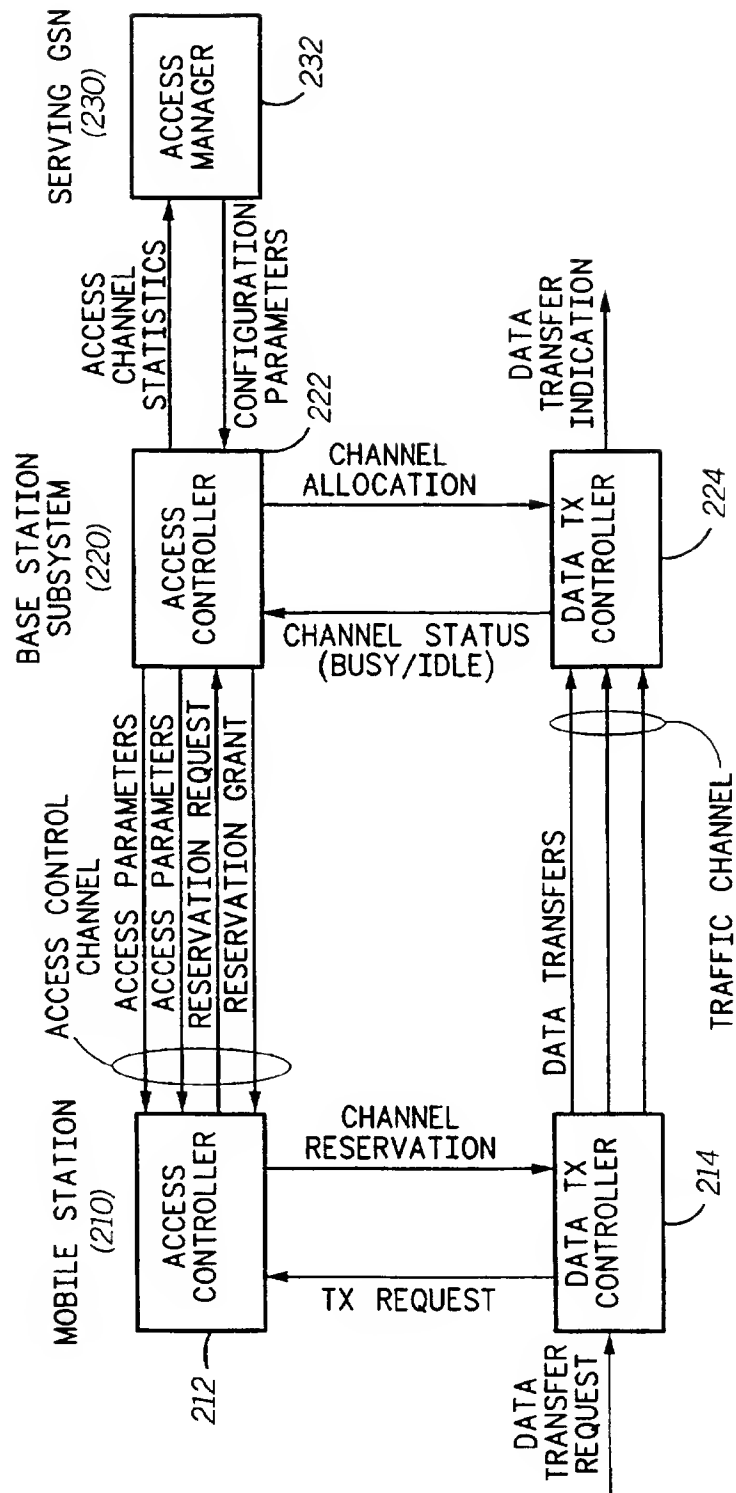 MOBILE STATION
(210)
ACCESS CONTROL
CHANNEL
BASE STATION
SUBSYSTEM
(220)
SERVING GSN
(230)
212
ACCESS
CONTROLLER
ACCESS PARAMETERS
ACCESS PARAMETERS
RESERVATION REQUEST
RESERVATION GRANT
ACCESS
CONTROLLER
222
ACCESS
CHANNEL
STATISTICS
CONFIGURATION
PARAMETERS
ACCESS
MANAGER
232
TX REQUEST
CHANNEL
RESERVATION
CHANNEL STATUS
(BUSY/IDLE)
CHANNEL
ALLOCATION
DATA
TRANSFER
REQUEST
DATA TX
CONTROLLER
214
DATA TRANSFERS
TRAFFIC CHANNEL
DATA TX
CONTROLLER
224
DATA
TRANSFER
INDICATION